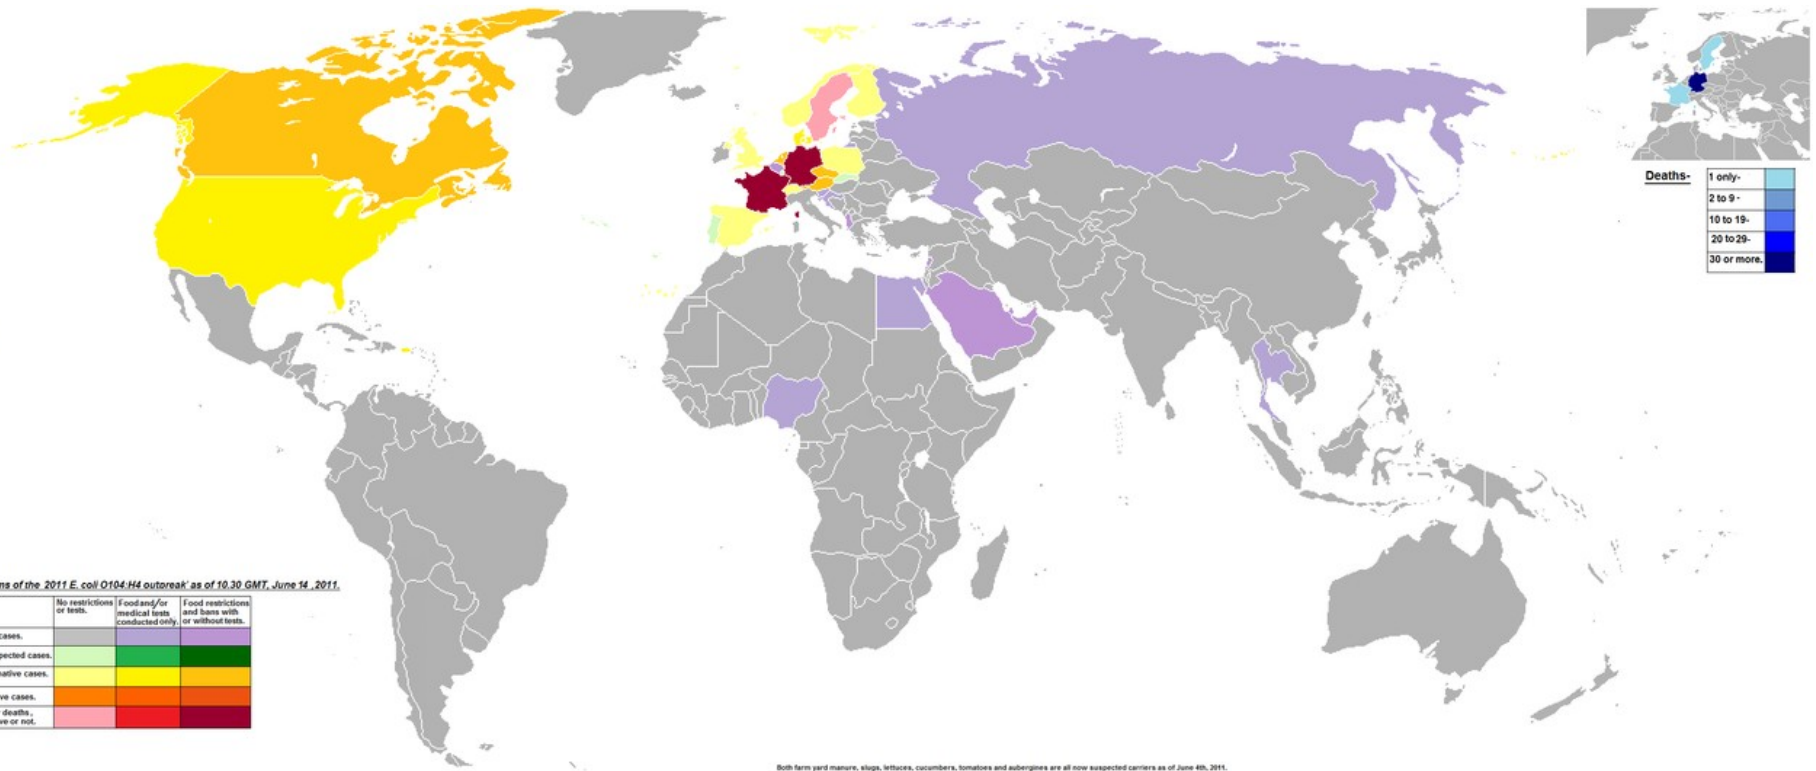 Deaths-
1 only-
2 to 9 -
10 to 19-
20 to 29-
30 or more.
ms of the '2011 E. coli O104:H4 outbreak' as of 10.30 GMT, June 14 , 2011.
No restrictions
or tests.
Food and/or
medical tests
conducted only.
Food restrictions
and bans with
or without tests.
cases.
pected cases.
native cases.
ve cases.
deaths ,
ve or not.
Both farm yard manure, slugs, lettuces, cucumbers, tomatoes and aubergines are all now suspected carriers as of June 4th, 2011.